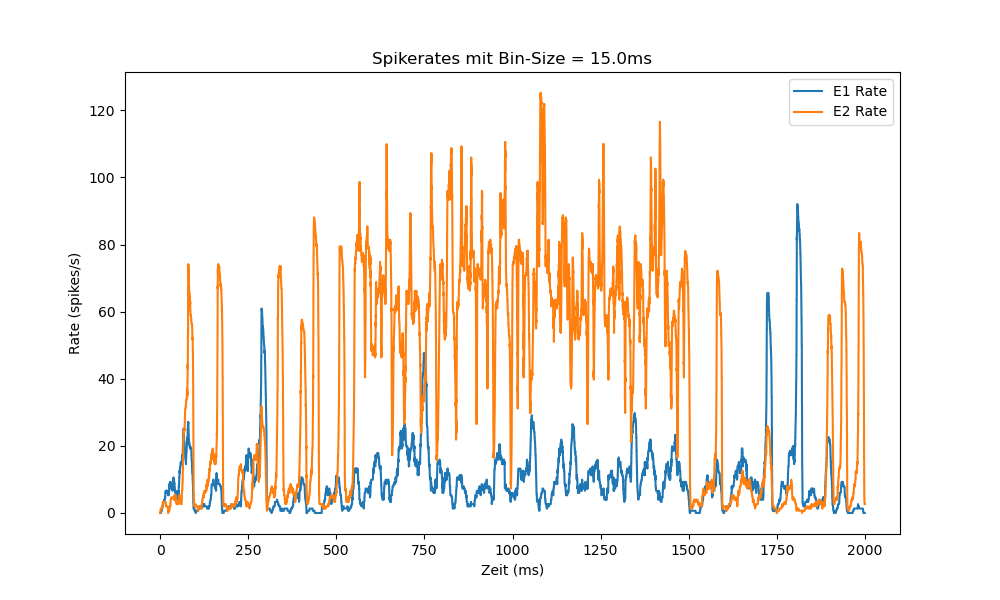 Spikerates mit Bin-Size = 15.0ms
E1 Rate
E2 Rate
120
100
80
60
40
20
0
Rate (spikes/s)
0 250 500 750 1000 1250 1500 1750 2000
Zeit (ms)